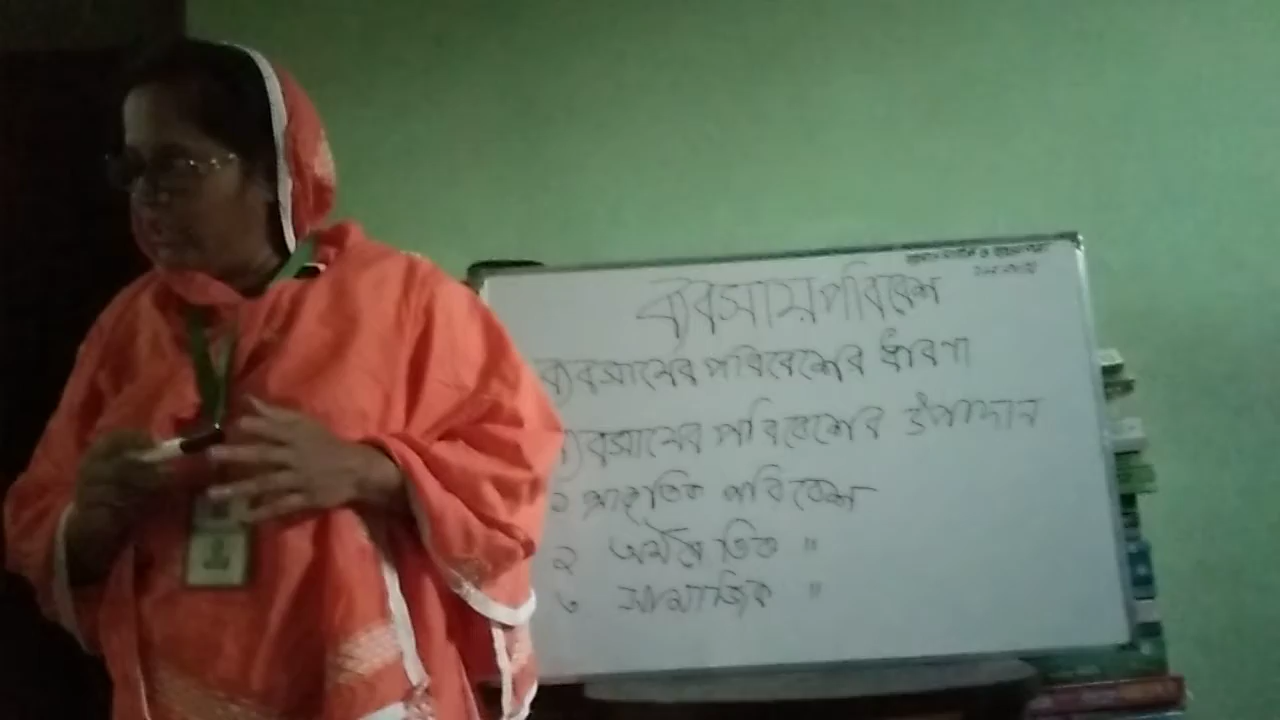 ব্যবসায় পরিবেশ
ব্যবসায়ের পরিবেশের ধারণা
ব্যবসায়ের পরিবেশের উপাদান
১ প্রাকৃতিক পরিবেশ
২ অর্থনৈতিক "
৩ সামাজিক "